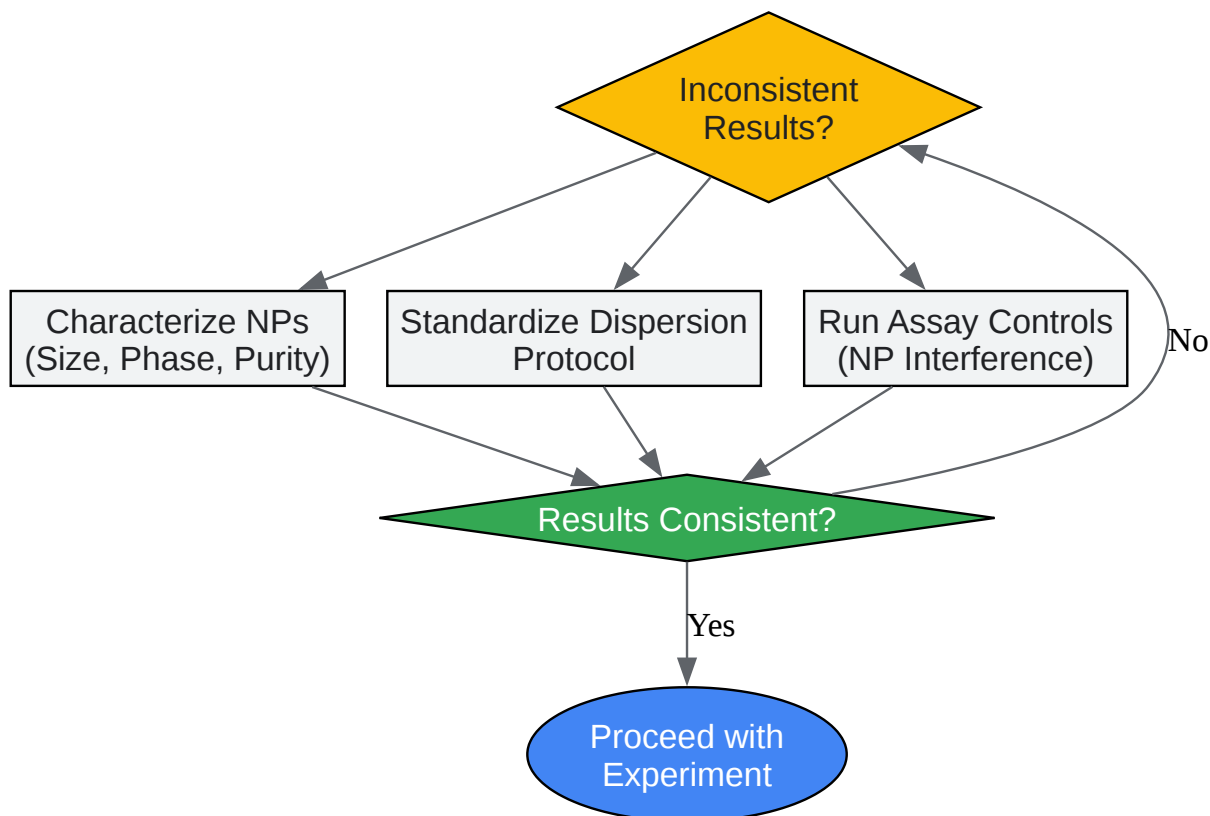 Inconsistent
Results?
Characterize NPs
(Size, Phase, Purity)
Standardize Dispersion
Protocol
Run Assay Controls
(NP Interference)
No
Results Consistent?
Yes
Proceed with
Experiment